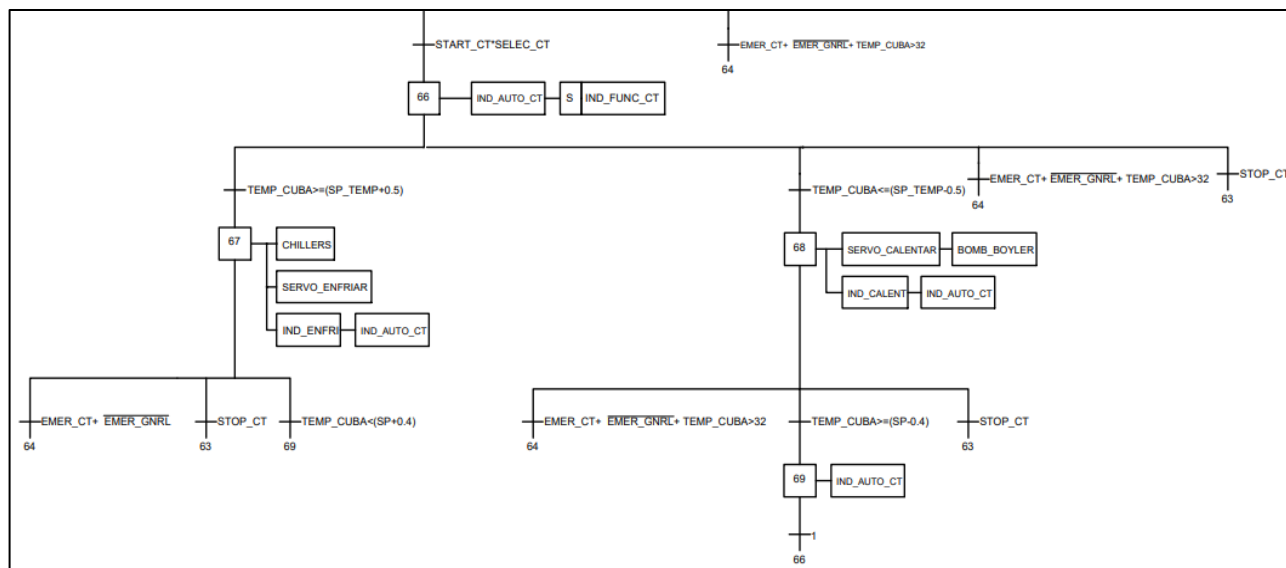 START_CT*SELEC_CT
EMER_CT+ EMER_GNRL+ TEMP_CUBA>32
64
66
IND_AUTO_CT
S
IND_FUNC_CT
TEMP_CUBA>=(SP_TEMP+0.5)
TEMP_CUBA<=(SP_TEMP-0.5)
EMER_CT+ EMER_GNRL+ TEMP_CUBA>32
64
STOP_CT
63
67
CHILLERS
SERVO_ENFRIAR
IND_ENFRI
IND_AUTO_CT
68
SERVO_CALENTAR
BOMB_BOYLER
IND_CALENT
IND_AUTO_CT
EMER_CT+ EMER_GNRL
64
STOP_CT
63
TEMP_CUBA<(SP+0.4)
69
EMER_CT+ EMER_GNRL+ TEMP_CUBA>32
64
TEMP_CUBA>=(SP-0.4)
STOP_CT
63
69
IND_AUTO_CT
1
66